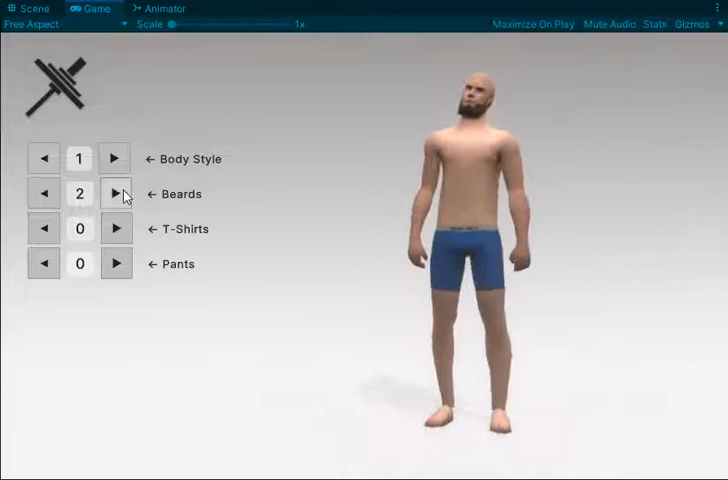 Scene Game Animator
Free Aspect Scale 1x Maximize On Play Mute Audio Stats Gizmos
1 ← Body Style
2 ← Beards
0 ← T-Shirts
0 ← Pants